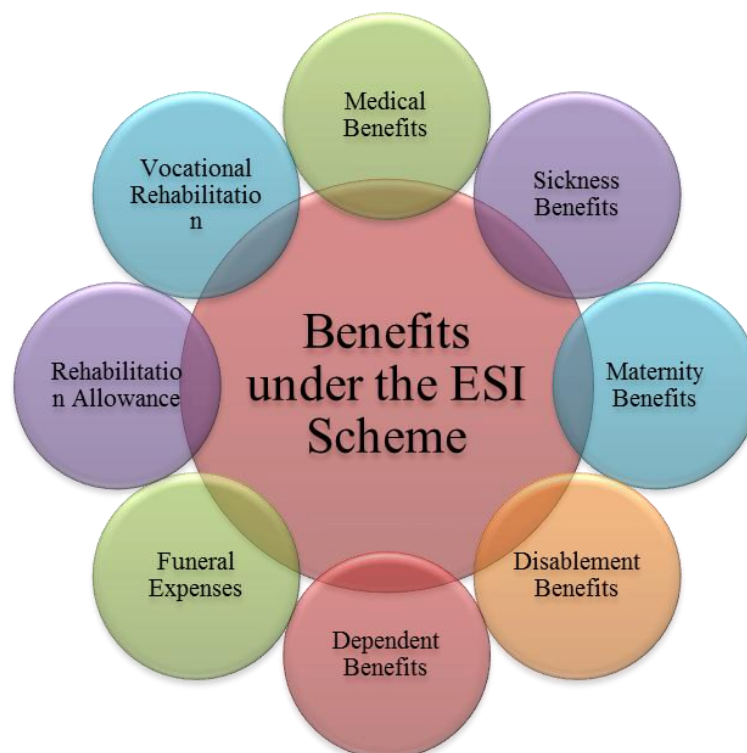 Medical
Benefits
Sickness
Benefits
Maternity
Benefits
Disablement
Benefits
Dependent
Benefits
Funeral
Expenses
Rehabilitatio
n Allowance
Vocational
Rehabilitatio
n
Benefits
under the ESI
Scheme